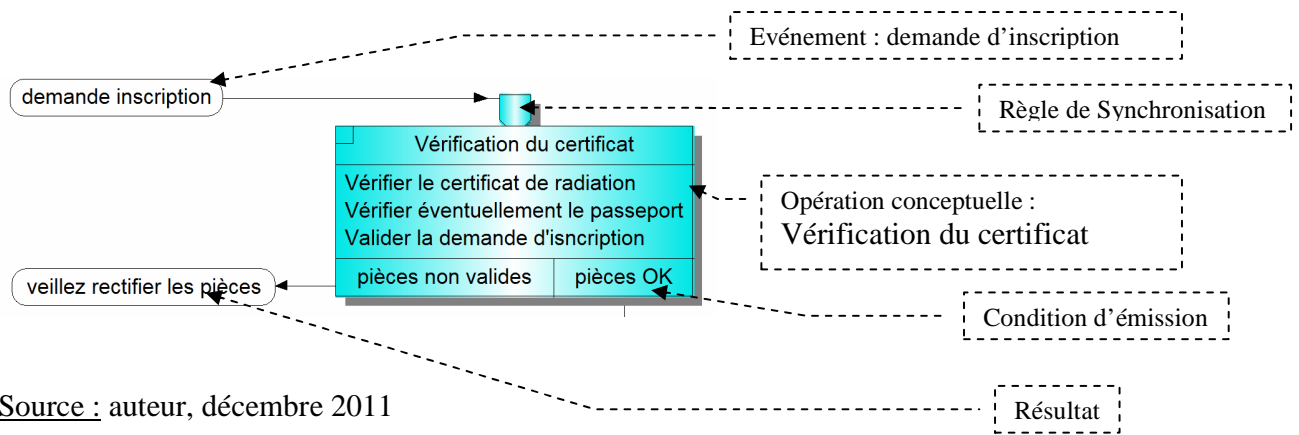 Evénement : demande d'inscription
demande inscription
Règle de Synchronisation
Vérification du certificat
Vérifier le certificat de radiation
Vérifier éventuellement le passeport
Valider la demande d'isncription
Opération conceptuelle :
Vérification du certificat
pièces non valides
pièces OK
veillez rectifier les pièces
Condition d'émission
Source : auteur, décembre 2011
Résultat